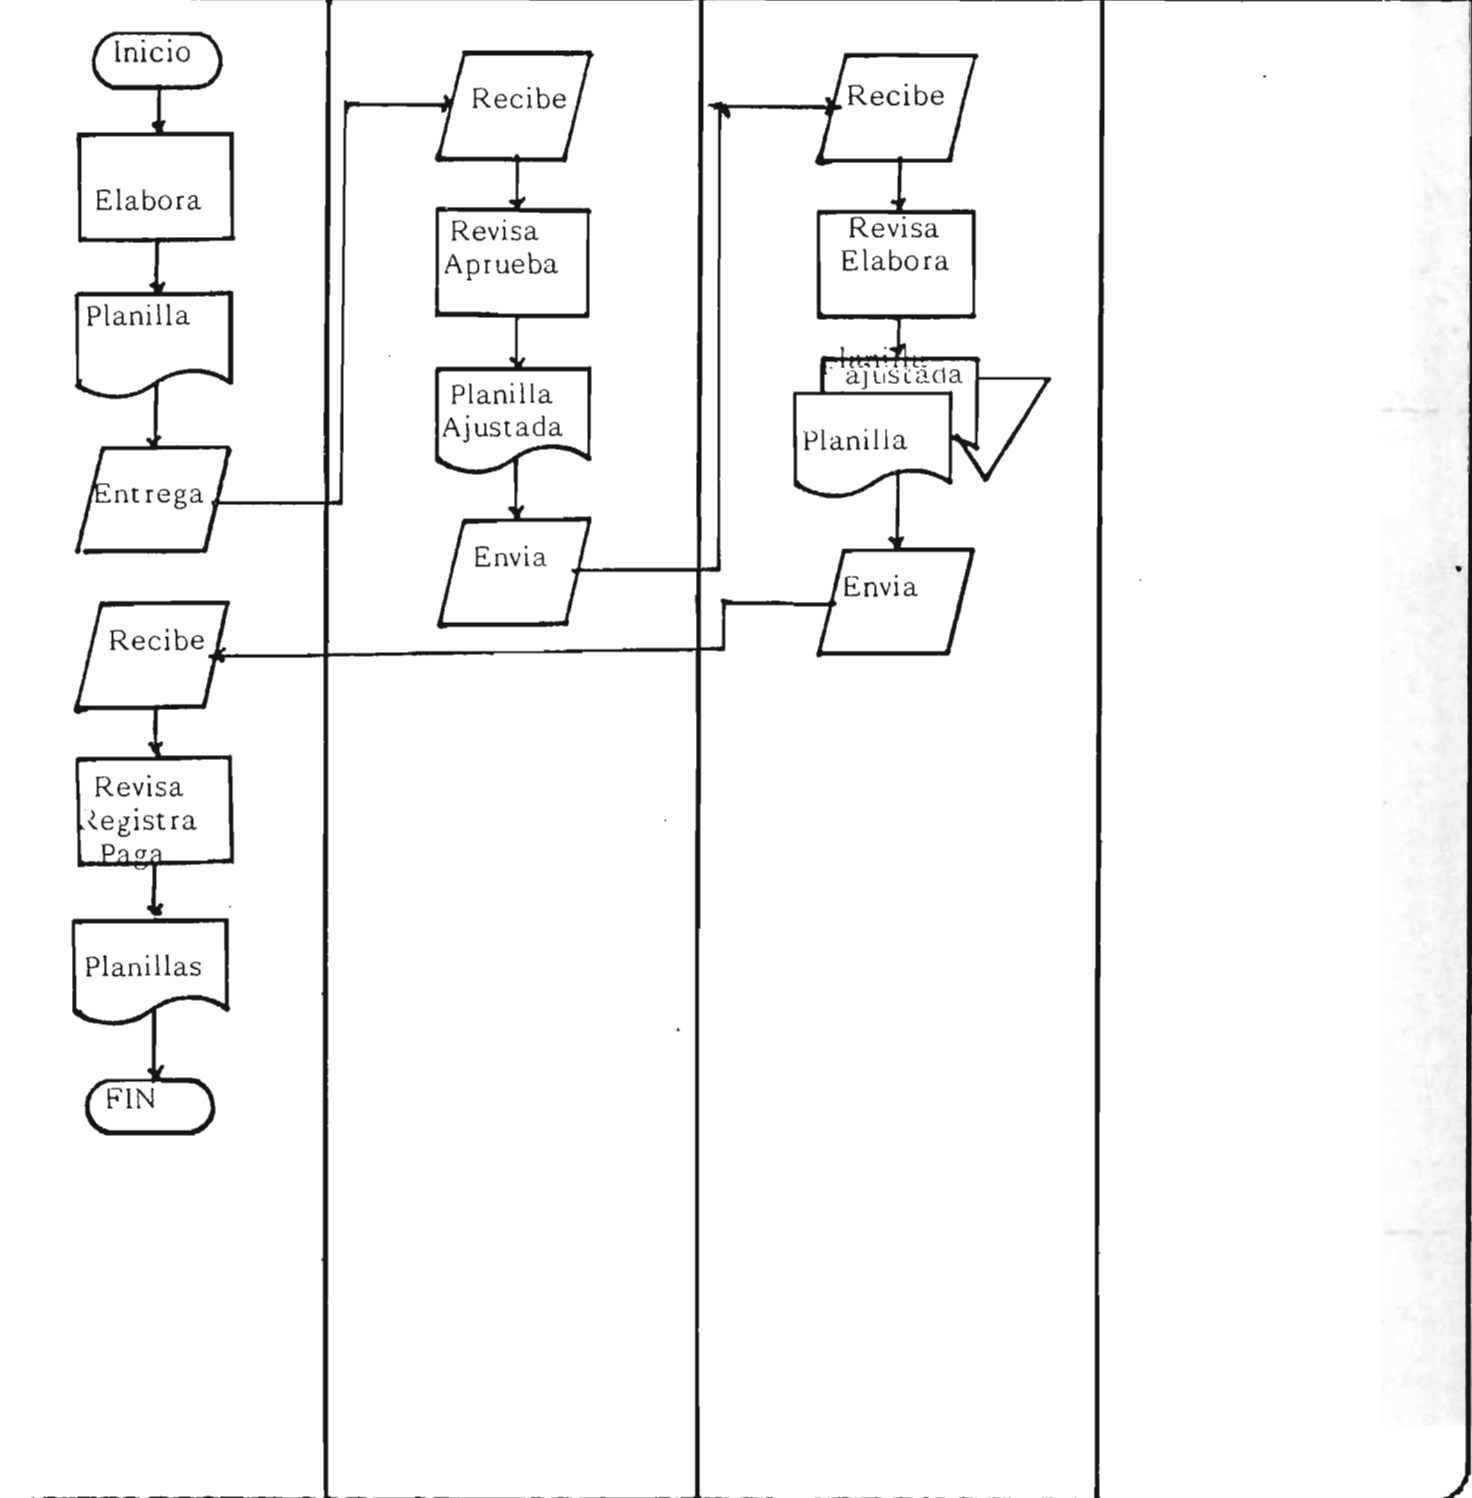 Inicio
Elabora
Planilla
Entrega
Recibe
Revisa
Registra
Paga
Planillas
FIN
Recibe
Revisa
Aprueba
Planilla
Ajustada
Envia
Recibe
Revisa
Elabora
Planilla
ajustada
Planilla
Envia